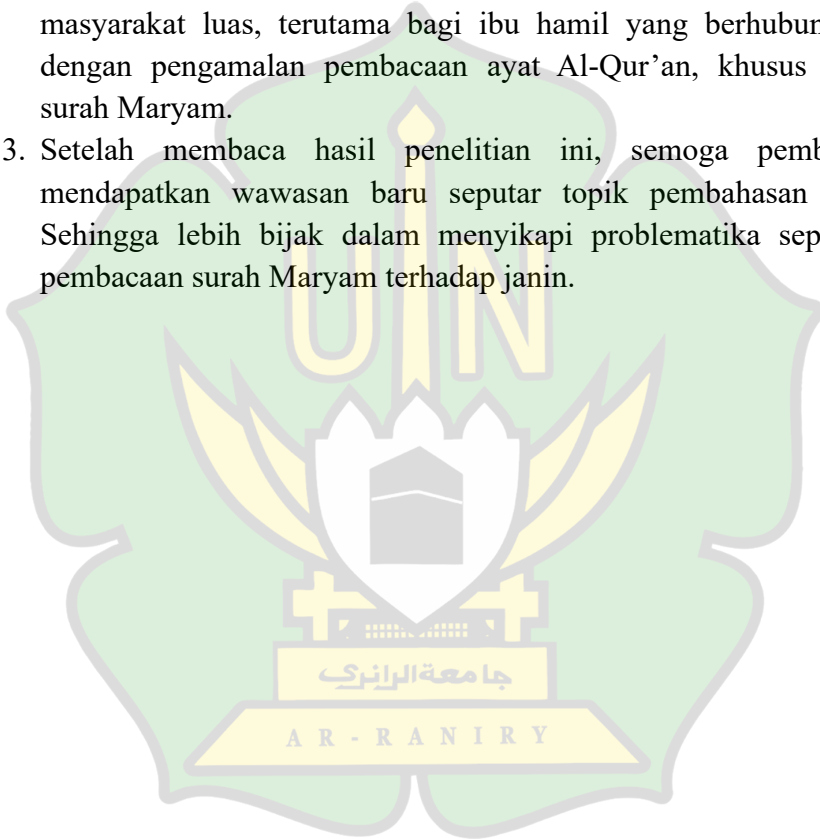 masyarakat luas, terutama bagi ibu hamil yang berhubun
dengan pengamalan pembacaan ayat Al-Qur’an, khusus
surah Maryam.
3. Setelah membaca hasil penelitian ini, semoga pemb
mendapatkan wawasan baru seputar topik pembahasan
Sehingga lebih bijak dalam menyikapi problematika sep
pembacaan surah Maryam terhadap janin.
UIN
جامعةالرانري
AR-RANIRY